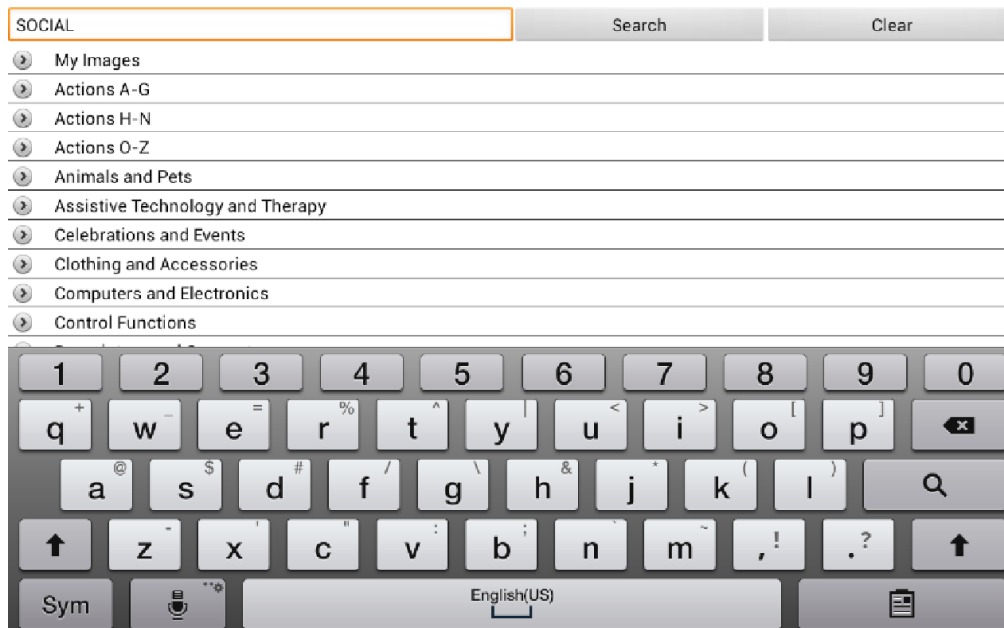 SOCIAL Search Clear
My Images
Actions A-G
Actions H-N
Actions O-Z
Animals and Pets
Assistive Technology and Therapy
Celebrations and Events
Clothing and Accessories
Computers and Electronics
Control Functions
1 2 3 4 5 6 7 8 9 0
+ _ = % ^ | < > [ ]
q w e r t y u i o p
@ $ # / \ & * ( )
a s d f g h j k l
- ' " : ; ` ~ ! ?
z x c v b n m , .
Sym English(US)